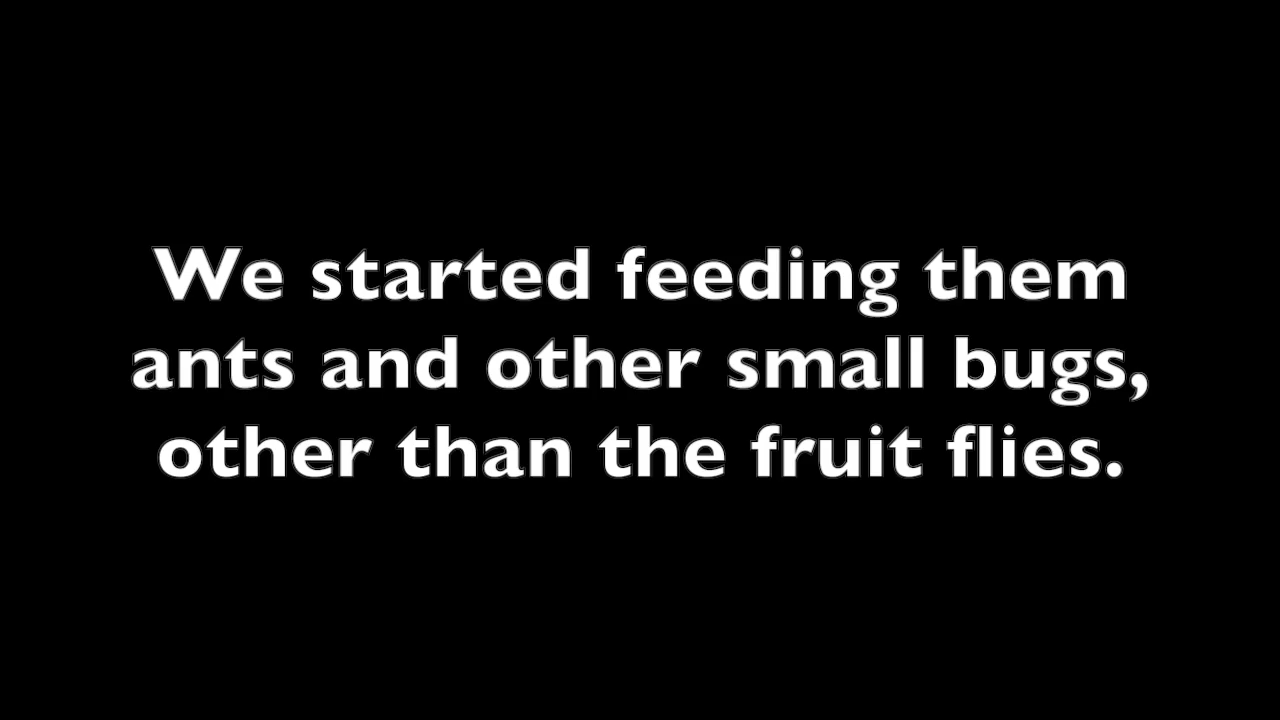 We started feeding them
ants and other small bugs,
other than the fruit flies.